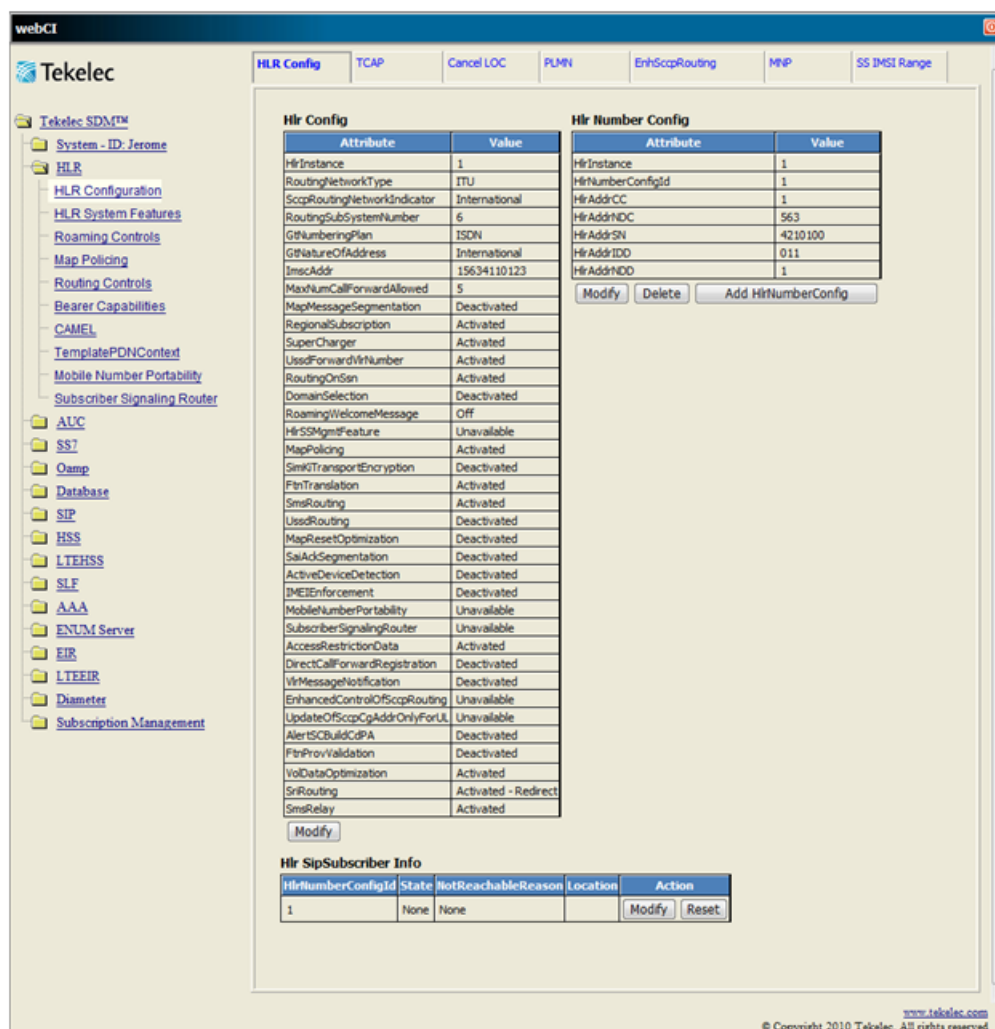 webCI
Tekelec
HLR Config TCAP Cancel LOC PLMN EnhSccpRouting MNP SS IMSI Range
Tekelec SDM™
System - ID: Jerome
HLR
HLR Configuration
HLR System Features
Roaming Controls
Map Policing
Routing Controls
Bearer Capabilities
CAMEL
TemplatePDNContext
Mobile Number Portability
Subscriber Signaling Router
AUC
SS7
Oamp
Database
SIP
HSS
LTEHSS
SLF
AAA
ENUM Server
EIR
LTEEIR
Diameter
Subscription Management
Hlr Config
Attribute Value
HlrInstance 1
RoutingNetworkType ITU
SccpRoutingNetworkIndicator International
RoutingSubSystemNumber 6
GtNumberingPlan ISDN
GtNatureOfAddress International
ImscAddr 15634110123
MaxNumCallForwardAllowed 5
MapMessageSegmentation Deactivated
RegionalSubscription Activated
SuperCharger Activated
UssdForwardVlrNumber Activated
RoutingOnSsn Activated
DomainSelection Deactivated
RoamingWelcomeMessage Off
HlrSSMgmtFeature Unavailable
MapPolicing Activated
SimKiTransportEncryption Deactivated
FtnTranslation Activated
SmsRouting Activated
UssdRouting Deactivated
MapResetOptimization Deactivated
SaiAckSegmentation Deactivated
ActiveDeviceDetection Deactivated
IMEIEnforcement Deactivated
MobileNumberPortability Unavailable
SubscriberSignalingRouter Unavailable
AccessRestrictionData Activated
DirectCallForwardRegistration Deactivated
VlrMessageNotification Deactivated
EnhancedControlOfSccpRouting Unavailable
UpdateOfSccpCgAddrOnlyForUL Unavailable
AlertSCBuildCdPA Deactivated
FtnProvValidation Deactivated
VolDataOptimization Activated
SriRouting Activated - Redirect
SmsRelay Activated
Modify
Hlr Number Config
Attribute Value
HlrInstance 1
HlrNumberConfigId 1
HlrAddrCC 1
HlrAddrNDC 563
HlrAddrSN 4210100
HlrAddrIDD 011
HlrAddrNDD 1
Modify Delete Add HlrNumberConfig
Hlr SipSubscriber Info
HlrNumberConfigId State NotReachableReason Location Action
1 None None Modify Reset
www.tekelec.com
© Copyright 2010 Tekelec. All rights reserved